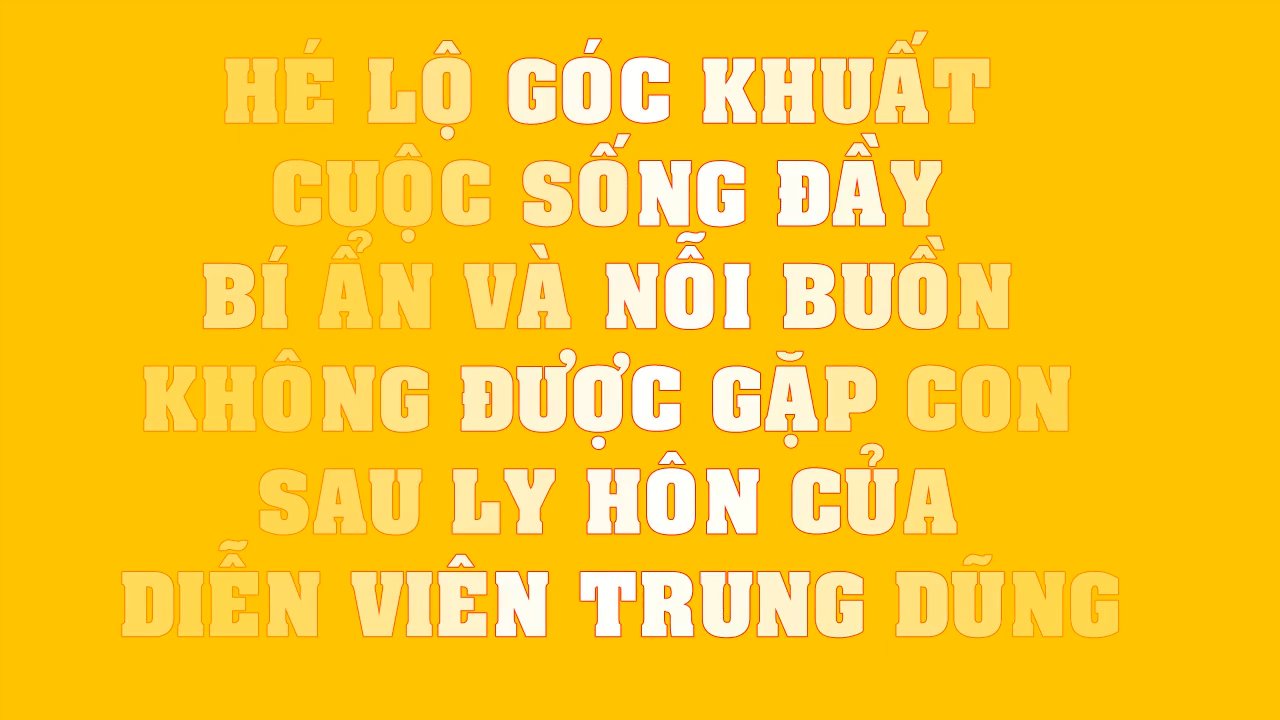 HÉ LỘ GÓC KHUẤT
CUỘC SỐNG ĐẦY
BÍ ẨN VÀ NỖI BUỒN
KHÔNG ĐƯỢC GẶP CON
SAU LY HÔN CỦA
DIỄN VIÊN TRUNG DŨNG